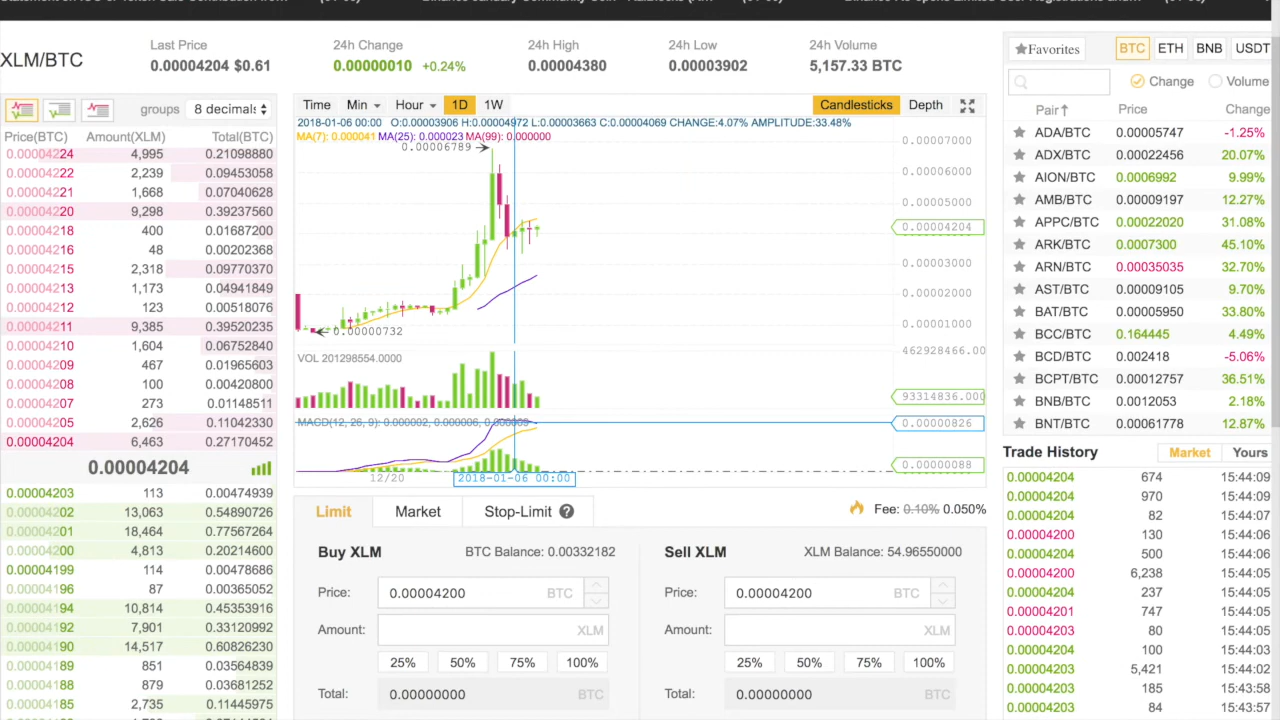 XLM/BTC
Last Price
0.00004204 $0.61
24h Change
0.00000010 +0.24%
24h High
0.00004380
24h Low
0.00003902
24h Volume
5,157.33 BTC
groups 8 decimals
Price(BTC) Amount(XLM) Total(BTC)
0.00004224 4,995 0.21098880
0.00004222 2,239 0.09453058
0.00004221 1,668 0.07040628
0.00004220 9,298 0.39237560
0.00004218 400 0.01687200
0.00004216 48 0.00202368
0.00004215 2,318 0.09770370
0.00004213 1,173 0.04941849
0.00004212 123 0.00518076
0.00004211 9,385 0.39520235
0.00004210 1,604 0.06752840
0.00004209 467 0.01965603
0.00004208 100 0.00420800
0.00004207 273 0.01148511
0.00004205 2,626 0.11042330
0.00004204 6,463 0.27170452
0.00004204
0.00004203 113 0.00474939
0.00004202 13,063 0.54890726
0.00004201 18,464 0.77567264
0.00004200 4,813 0.20214600
0.00004199 114 0.00478686
0.00004196 87 0.00365052
0.00004194 10,814 0.45353916
0.00004192 7,901 0.33120992
0.00004190 14,517 0.60826230
0.00004189 851 0.03564839
0.00004188 879 0.03681252
0.00004185 2,735 0.11445975
Time Min Hour 1D 1W Candlesticks Depth
2018-01-06 00:00 O:0.00003906 H:0.00004972 L:0.00003663 C:0.00004069 CHANGE:4.07% AMPLITUDE:33.48%
MA(7): 0.000041 MA(25): 0.000023 MA(99): 0.000000
0.00006789
0.00000732
0.00007000
0.00006000
0.00005000
0.00004204
0.00003000
0.00002000
0.00001000
VOL 201298554.0000
462928466.00
93314836.000
MACD(12, 26, 9): 0.000002, 0.000006, 0.000009
0.00000826
0.00000088
12/20 2018-01-06 00:00
Limit Market Stop-Limit ?
Fee: 0.10% 0.050%
Buy XLM BTC Balance: 0.00332182
Price: 0.00004200 BTC
Amount: XLM
25% 50% 75% 100%
Total: 0.00000000 BTC
Sell XLM XLM Balance: 54.96550000
Price: 0.00004200 BTC
Amount: XLM
25% 50% 75% 100%
Total: 0.00000000 BTC
Favorites BTC ETH BNB USDT
Change Volume
Pair Price Change
ADA/BTC 0.00005747 -1.25%
ADX/BTC 0.00022456 20.07%
AION/BTC 0.0006992 9.99%
AMB/BTC 0.00009197 12.27%
APPC/BTC 0.00022020 31.08%
ARK/BTC 0.0007300 45.10%
ARN/BTC 0.00035035 32.70%
AST/BTC 0.00009105 9.70%
BAT/BTC 0.00005950 33.80%
BCC/BTC 0.164445 4.49%
BCD/BTC 0.002418 -5.06%
BCPT/BTC 0.00012757 36.51%
BNB/BTC 0.0012053 2.18%
BNT/BTC 0.00061778 12.87%
Trade History Market Yours
0.00004204 674 15:44:09
0.00004204 970 15:44:09
0.00004204 82 15:44:07
0.00004200 130 15:44:06
0.00004204 500 15:44:06
0.00004200 6,238 15:44:05
0.00004204 237 15:44:05
0.00004201 747 15:44:05
0.00004203 80 15:44:05
0.00004204 100 15:44:03
0.00004203 5,421 15:44:02
0.00004203 185 15:43:58
0.00004203 84 15:43:57